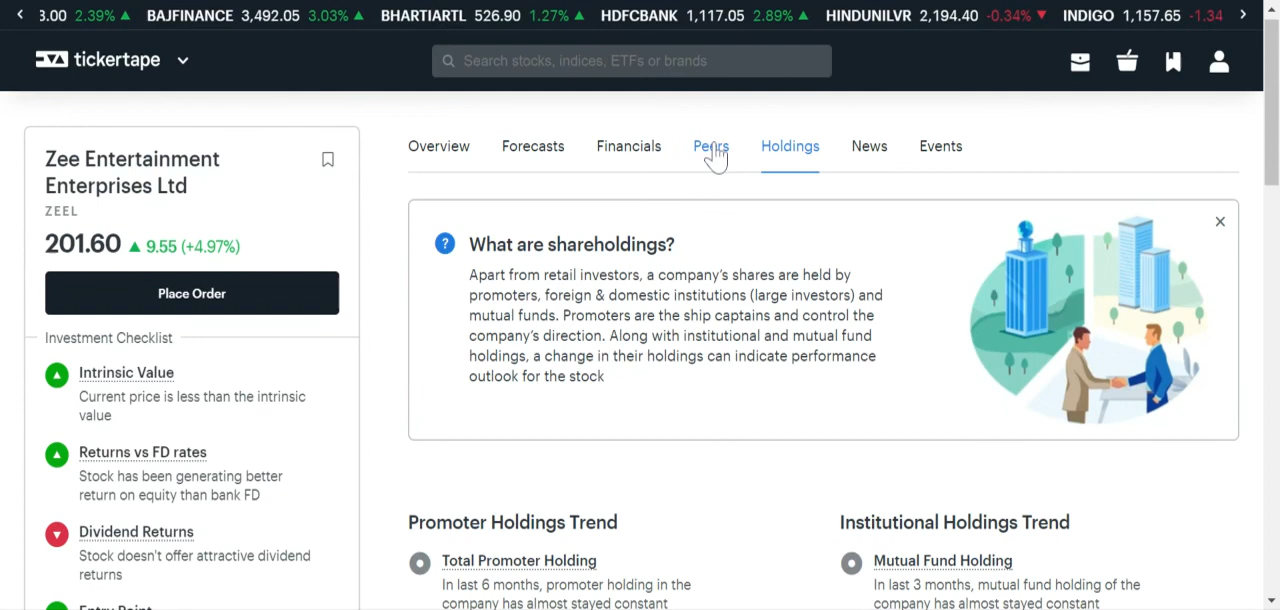 3.00 2.39% ▲ BAJFINANCE 3,492.05 3.03% ▲ BHARTIARTL 526.90 1.27% ▲ HDFCBANK 1,117.05 2.89% ▲ HINDUNILVR 2,194.40 -0.34% ▼ INDIGO 1,157.65 -1.34
tickertape
Search stocks, indices, ETFs or brands
Zee Entertainment
Enterprises Ltd
ZEEL
201.60 ▲ 9.55 (+4.97%)
Place Order
Investment Checklist
Intrinsic Value
Current price is less than the intrinsic
value
Returns vs FD rates
Stock has been generating better
return on equity than bank FD
Dividend Returns
Stock doesn't offer attractive dividend
returns
Entry Point
Overview Forecasts Financials Peers Holdings News Events
? What are shareholdings?
Apart from retail investors, a company's shares are held by
promoters, foreign & domestic institutions (large investors) and
mutual funds. Promoters are the ship captains and control the
company's direction. Along with institutional and mutual fund
holdings, a change in their holdings can indicate performance
outlook for the stock
Promoter Holdings Trend
Total Promoter Holding
In last 6 months, promoter holding in the
company has almost stayed constant
Institutional Holdings Trend
Mutual Fund Holding
In last 3 months, mutual fund holding of the
company has almost stayed constant